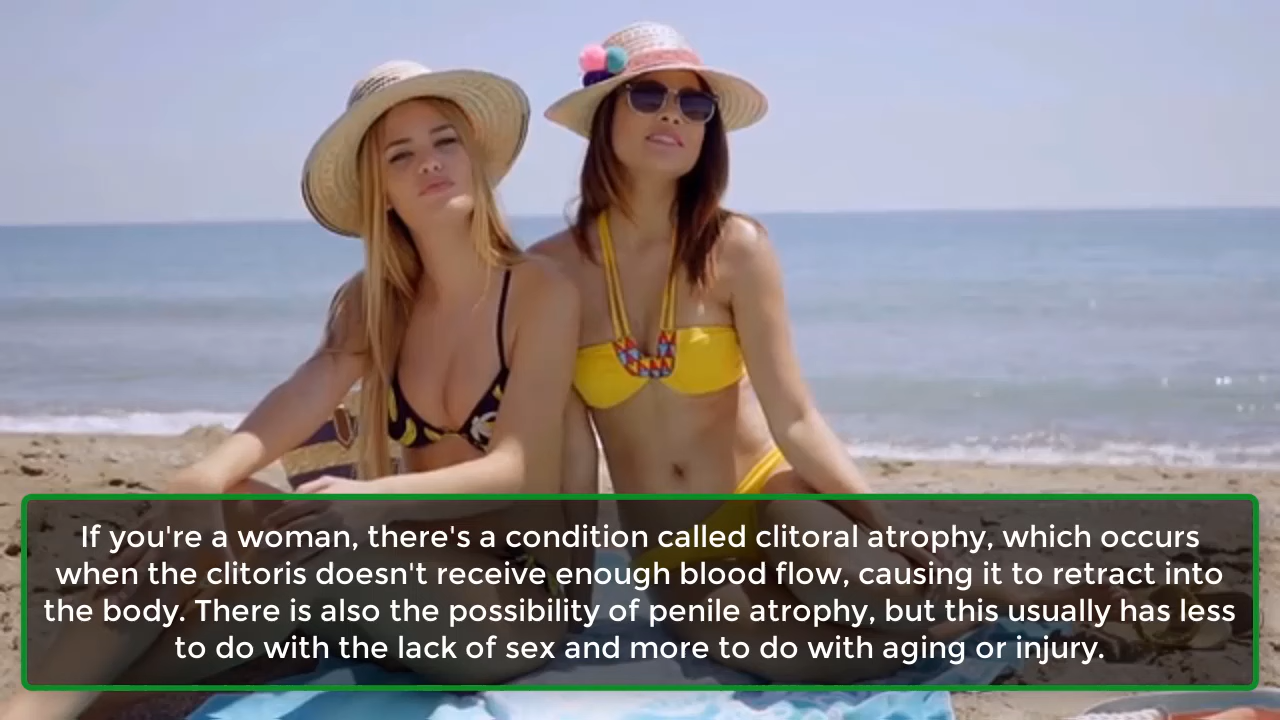 If you're a woman, there's a condition called clitoral atrophy, which occurs
when the clitoris doesn't receive enough blood flow, causing it to retract into
the body. There is also the possibility of penile atrophy, but this usually has less
to do with the lack of sex and more to do with aging or injury.